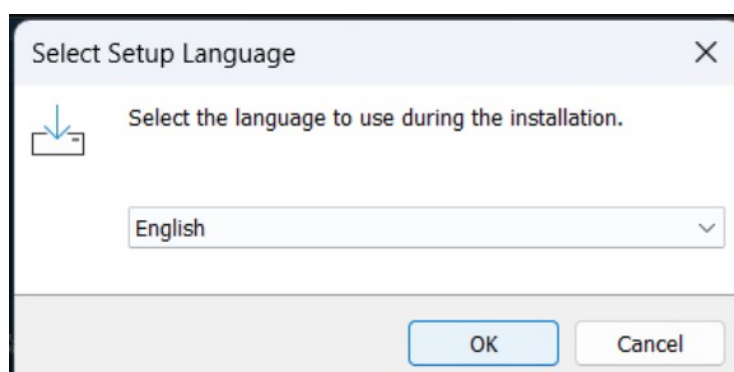 Select Setup Language
Select the language to use during the installation.
English
OK
Cancel